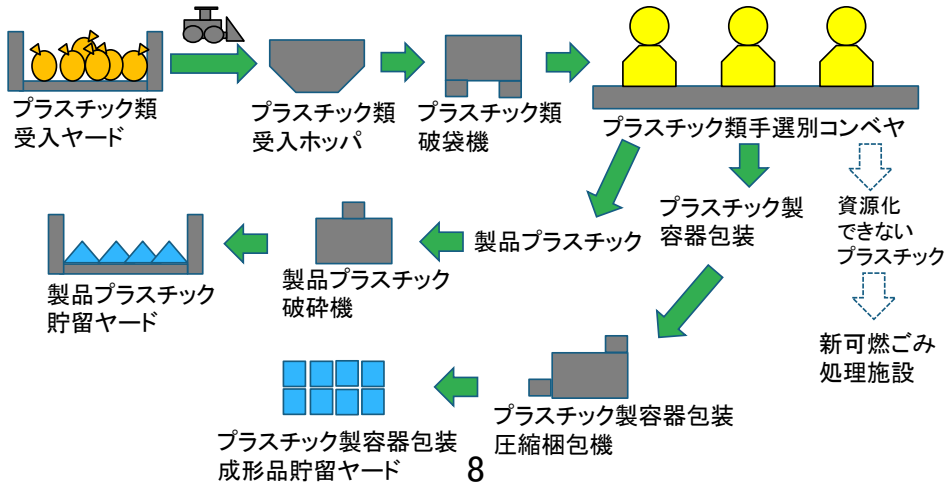 プラスチック類
受入ヤード
プラスチック類
受入ホッパ
プラスチック類
破袋機
プラスチック類手選別コンベヤ
製品プラスチック
プラスチック製
容器包装
資源化
できない
プラスチック
製品プラスチック
破砕機
製品プラスチック
貯留ヤード
新可燃ごみ
処理施設
プラスチック製容器包装
圧縮梱包機
プラスチック製容器包装
成形品貯留ヤード
8